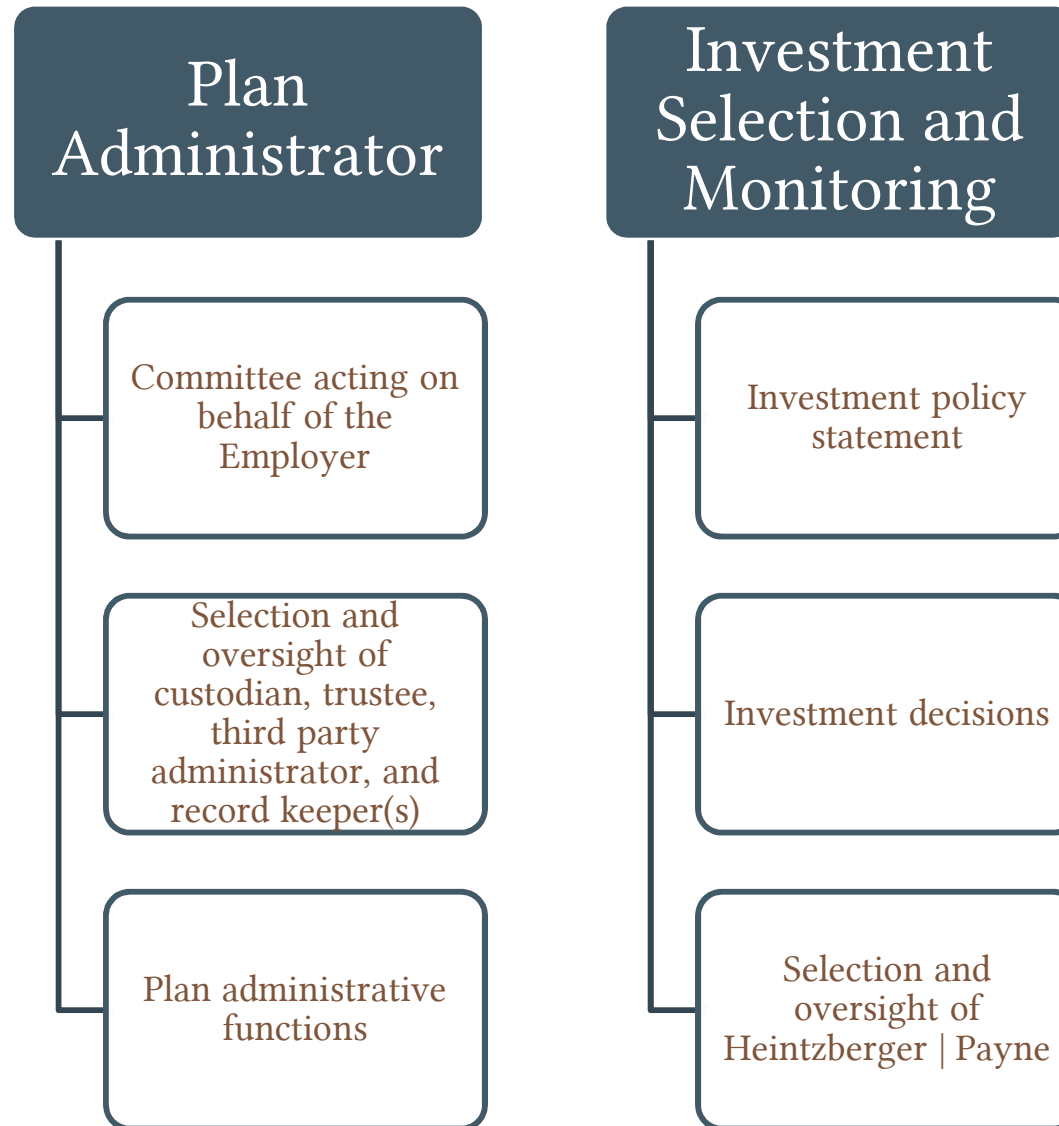 Plan
Administrator
Committee acting on
behalf of the
Employer
Selection and
oversight of
custodian, trustee,
third party
administrator, and
record keeper(s)
Plan administrative
functions
Investment
Selection and
Monitoring
Investment policy
statement
Investment decisions
Selection and
oversight of
Heintzberger | Payne